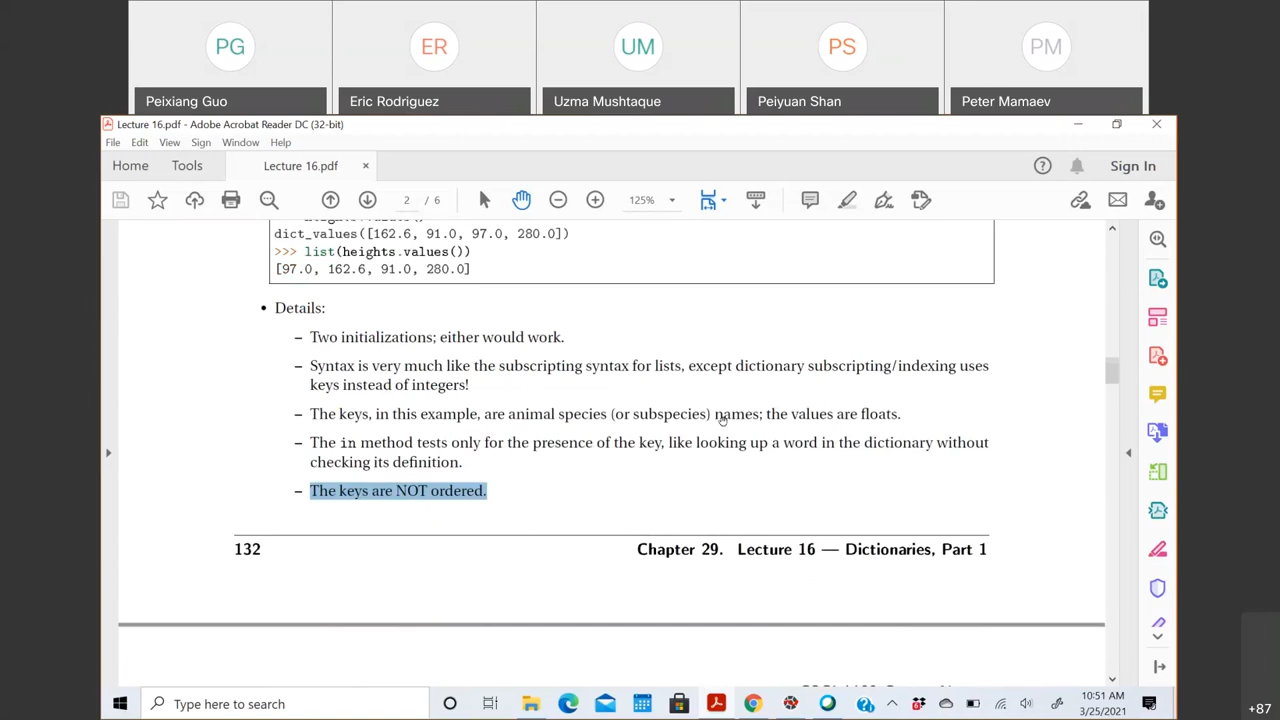 PG
ER
UM
PS
PM
Peixiang Guo
Eric Rodriguez
Uzma Mushtaque
Peiyuan Shan
Peter Mamaev
Lecture 16.pdf - Adobe Acrobat Reader DC (32-bit)
File Edit View Sign Window Help
Home Tools Lecture 16.pdf × Sign In
2 / 6 125%
dict_values([162.6, 91.0, 97.0, 280.0])
>>> list(heights.values())
[97.0, 162.6, 91.0, 280.0]
• Details:
– Two initializations; either would work.
– Syntax is very much like the subscripting syntax for lists, except dictionary subscripting/indexing uses
keys instead of integers!
– The keys, in this example, are animal species (or subspecies) names; the values are floats.
– The in method tests only for the presence of the key, like looking up a word in the dictionary without
checking its definition.
– The keys are NOT ordered.
132 Chapter 29. Lecture 16 — Dictionaries, Part 1
Type here to search
10:51 AM
3/25/2021
+87